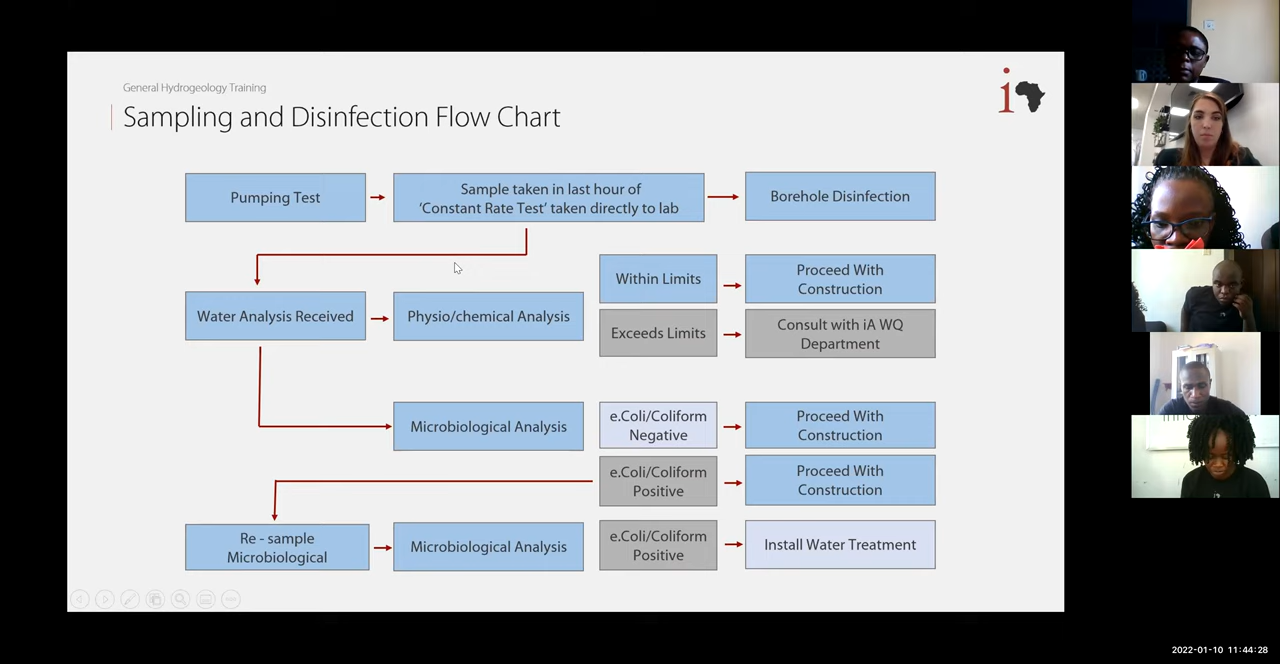 General Hydrogeology Training
Sampling and Disinfection Flow Chart
i
Pumping Test
Sample taken in last hour of
'Constant Rate Test' taken directly to lab
Borehole Disinfection
Water Analysis Received
Physio/chemical Analysis
Within Limits
Proceed With
Construction
Exceeds Limits
Consult with iA WQ
Department
Microbiological Analysis
e.Coli/Coliform
Negative
Proceed With
Construction
e.Coli/Coliform
Positive
Proceed With
Construction
Re - sample
Microbiological
Microbiological Analysis
e.Coli/Coliform
Positive
Install Water Treatment
2022-01-10 11:44:28